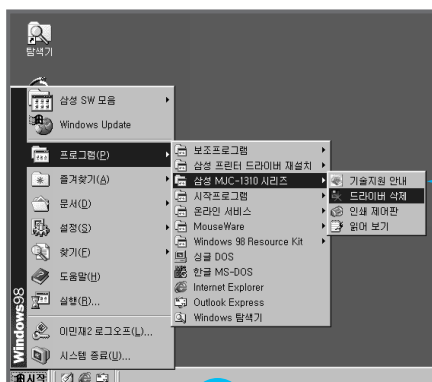 탐색기
삼성 SW 모음
Windows Update
프로그램(P)
즐겨찾기(A)
문서(D)
설정(S)
찾기(F)
도움말(H)
실행(R)...
이민재2 로그오프(L)...
시스템 종료(U)...
Windows98
시작
보조프로그램
삼성 프린터 드라이버 재설치
삼성 MJC-1310 시리즈
시작프로그램
온라인 서비스
MouseWare
Windows 98 Resource Kit
싱글 DOS
한글 MS-DOS
Internet Explorer
Outlook Express
Windows 탐색기
기술지원 안내
드라이버 삭제
인쇄 제어판
읽어 보기